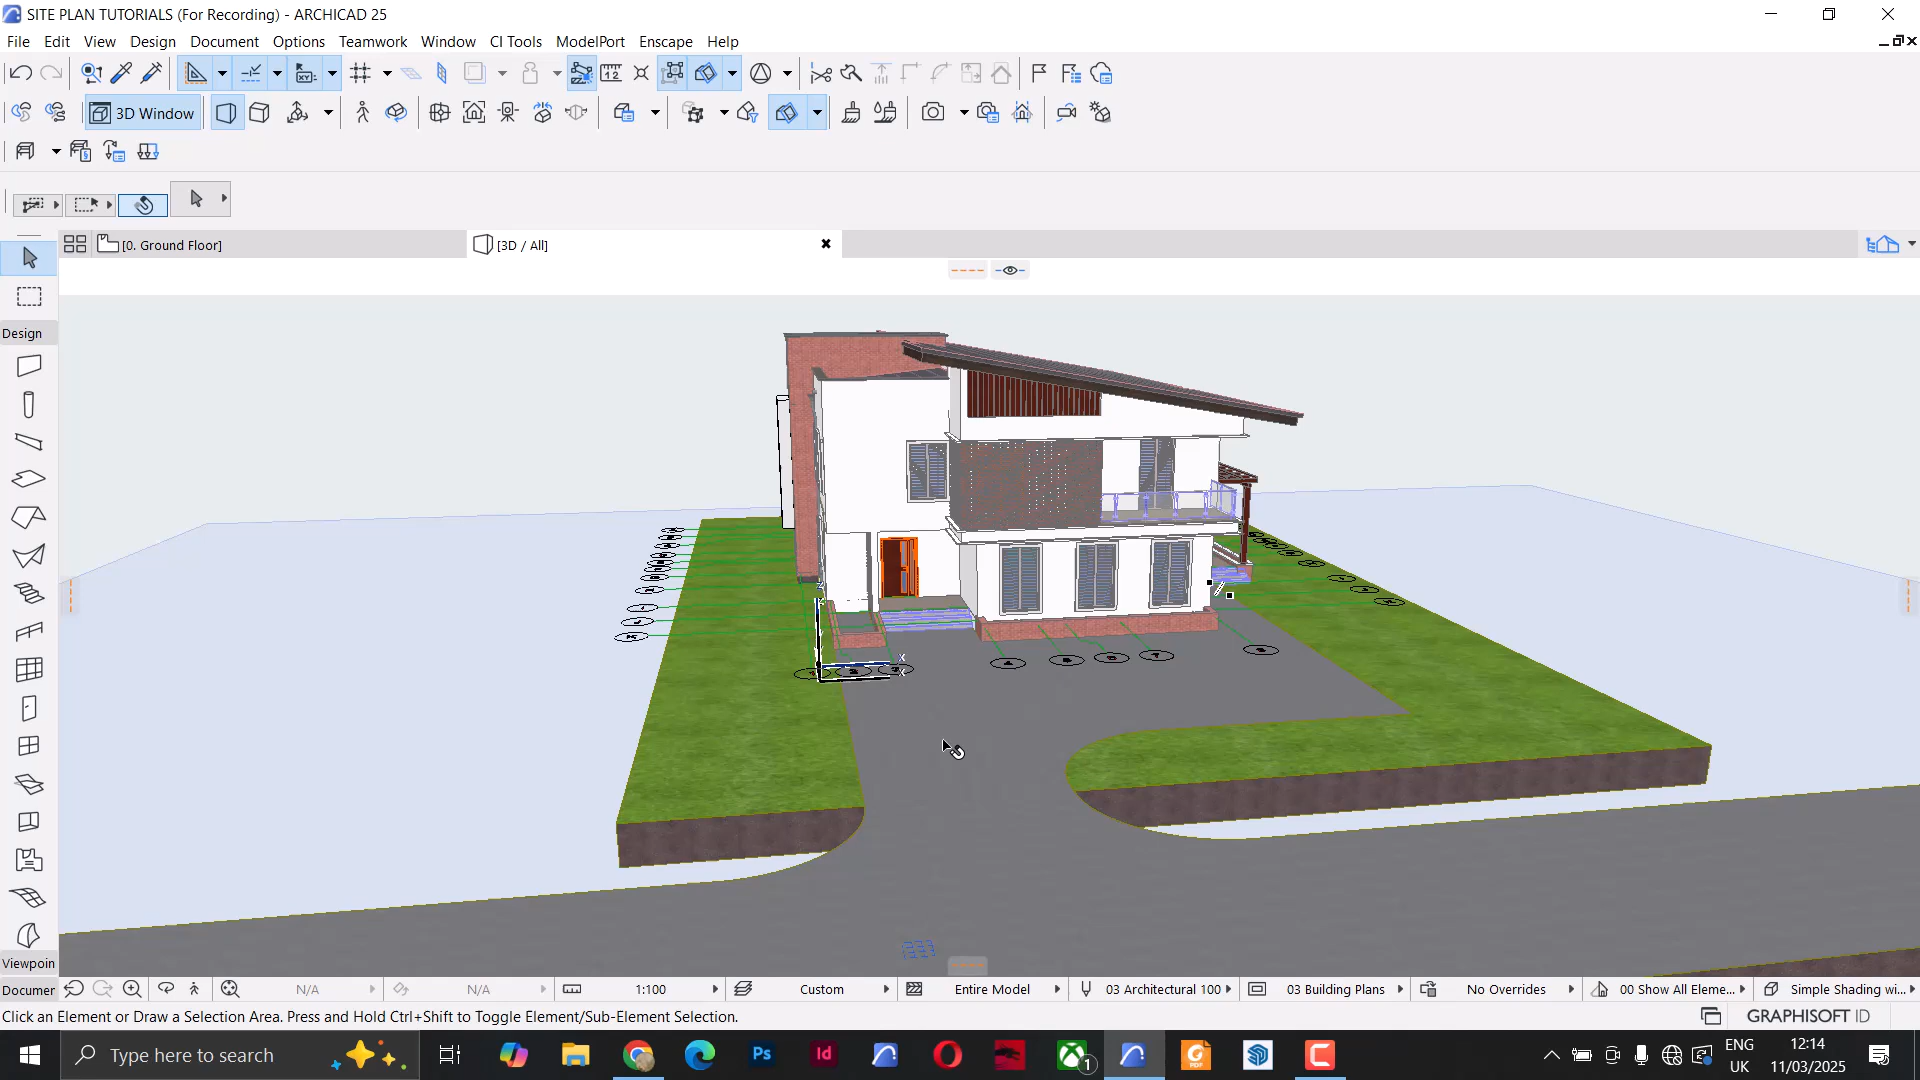 SITE PLAN TUTORIALS (For Recording) - ARCHICAD 25
File Edit View Design Document Options Teamwork Window CI Tools ModelPort Enscape Help
3D Window
[0. Ground Floor]
[3D / All]
Design
X
X
Viewpoin
Documen
N/A
N/A
1:100
Custom
Entire Model
03 Architectural 100
03 Building Plans
No Overrides
00 Show All Eleme...
Simple Shading wi...
Click an Element or Draw a Selection Area. Press and Hold Ctrl+Shift to Toggle Element/Sub-Element Selection.
GRAPHISOFT ID
Type here to search
Ps
Id
1
ENG
UK
12:14
11/03/2025